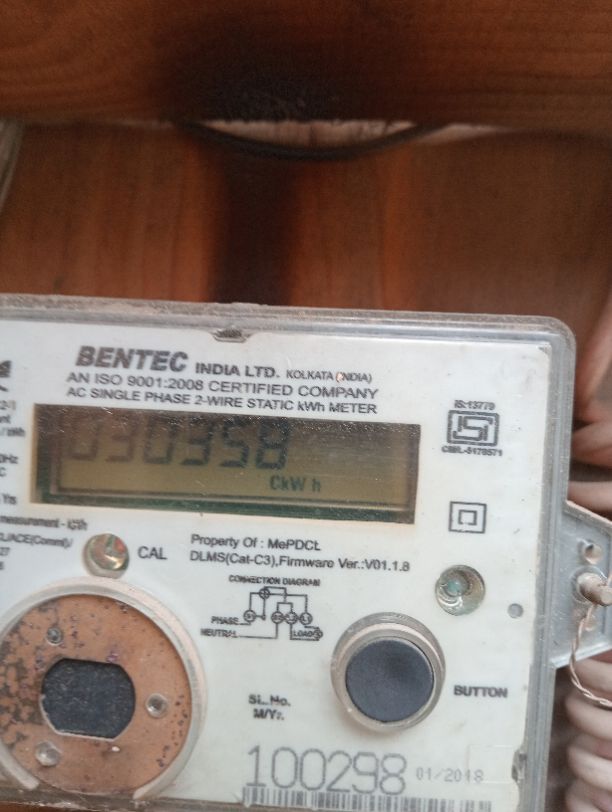 BENTEC INDIA LTD. KOLKATA (INDIA)
AN ISO 9001:2008 CERTIFIED COMPANY
AC SINGLE PHASE 2-WIRE STATIC kWh METER
IS:13779
ISI
CM/L-5170571
030358
CkW h
Property Of : MePDCL
DLMS(Cat-C3),Firmware Ver.:V01.1.8
CAL
CONNECTION DIAGRAM
PHASE
NEUTRAL
LOAD
BUTTON
SL. No.
M/Yr.
100298 01/2018